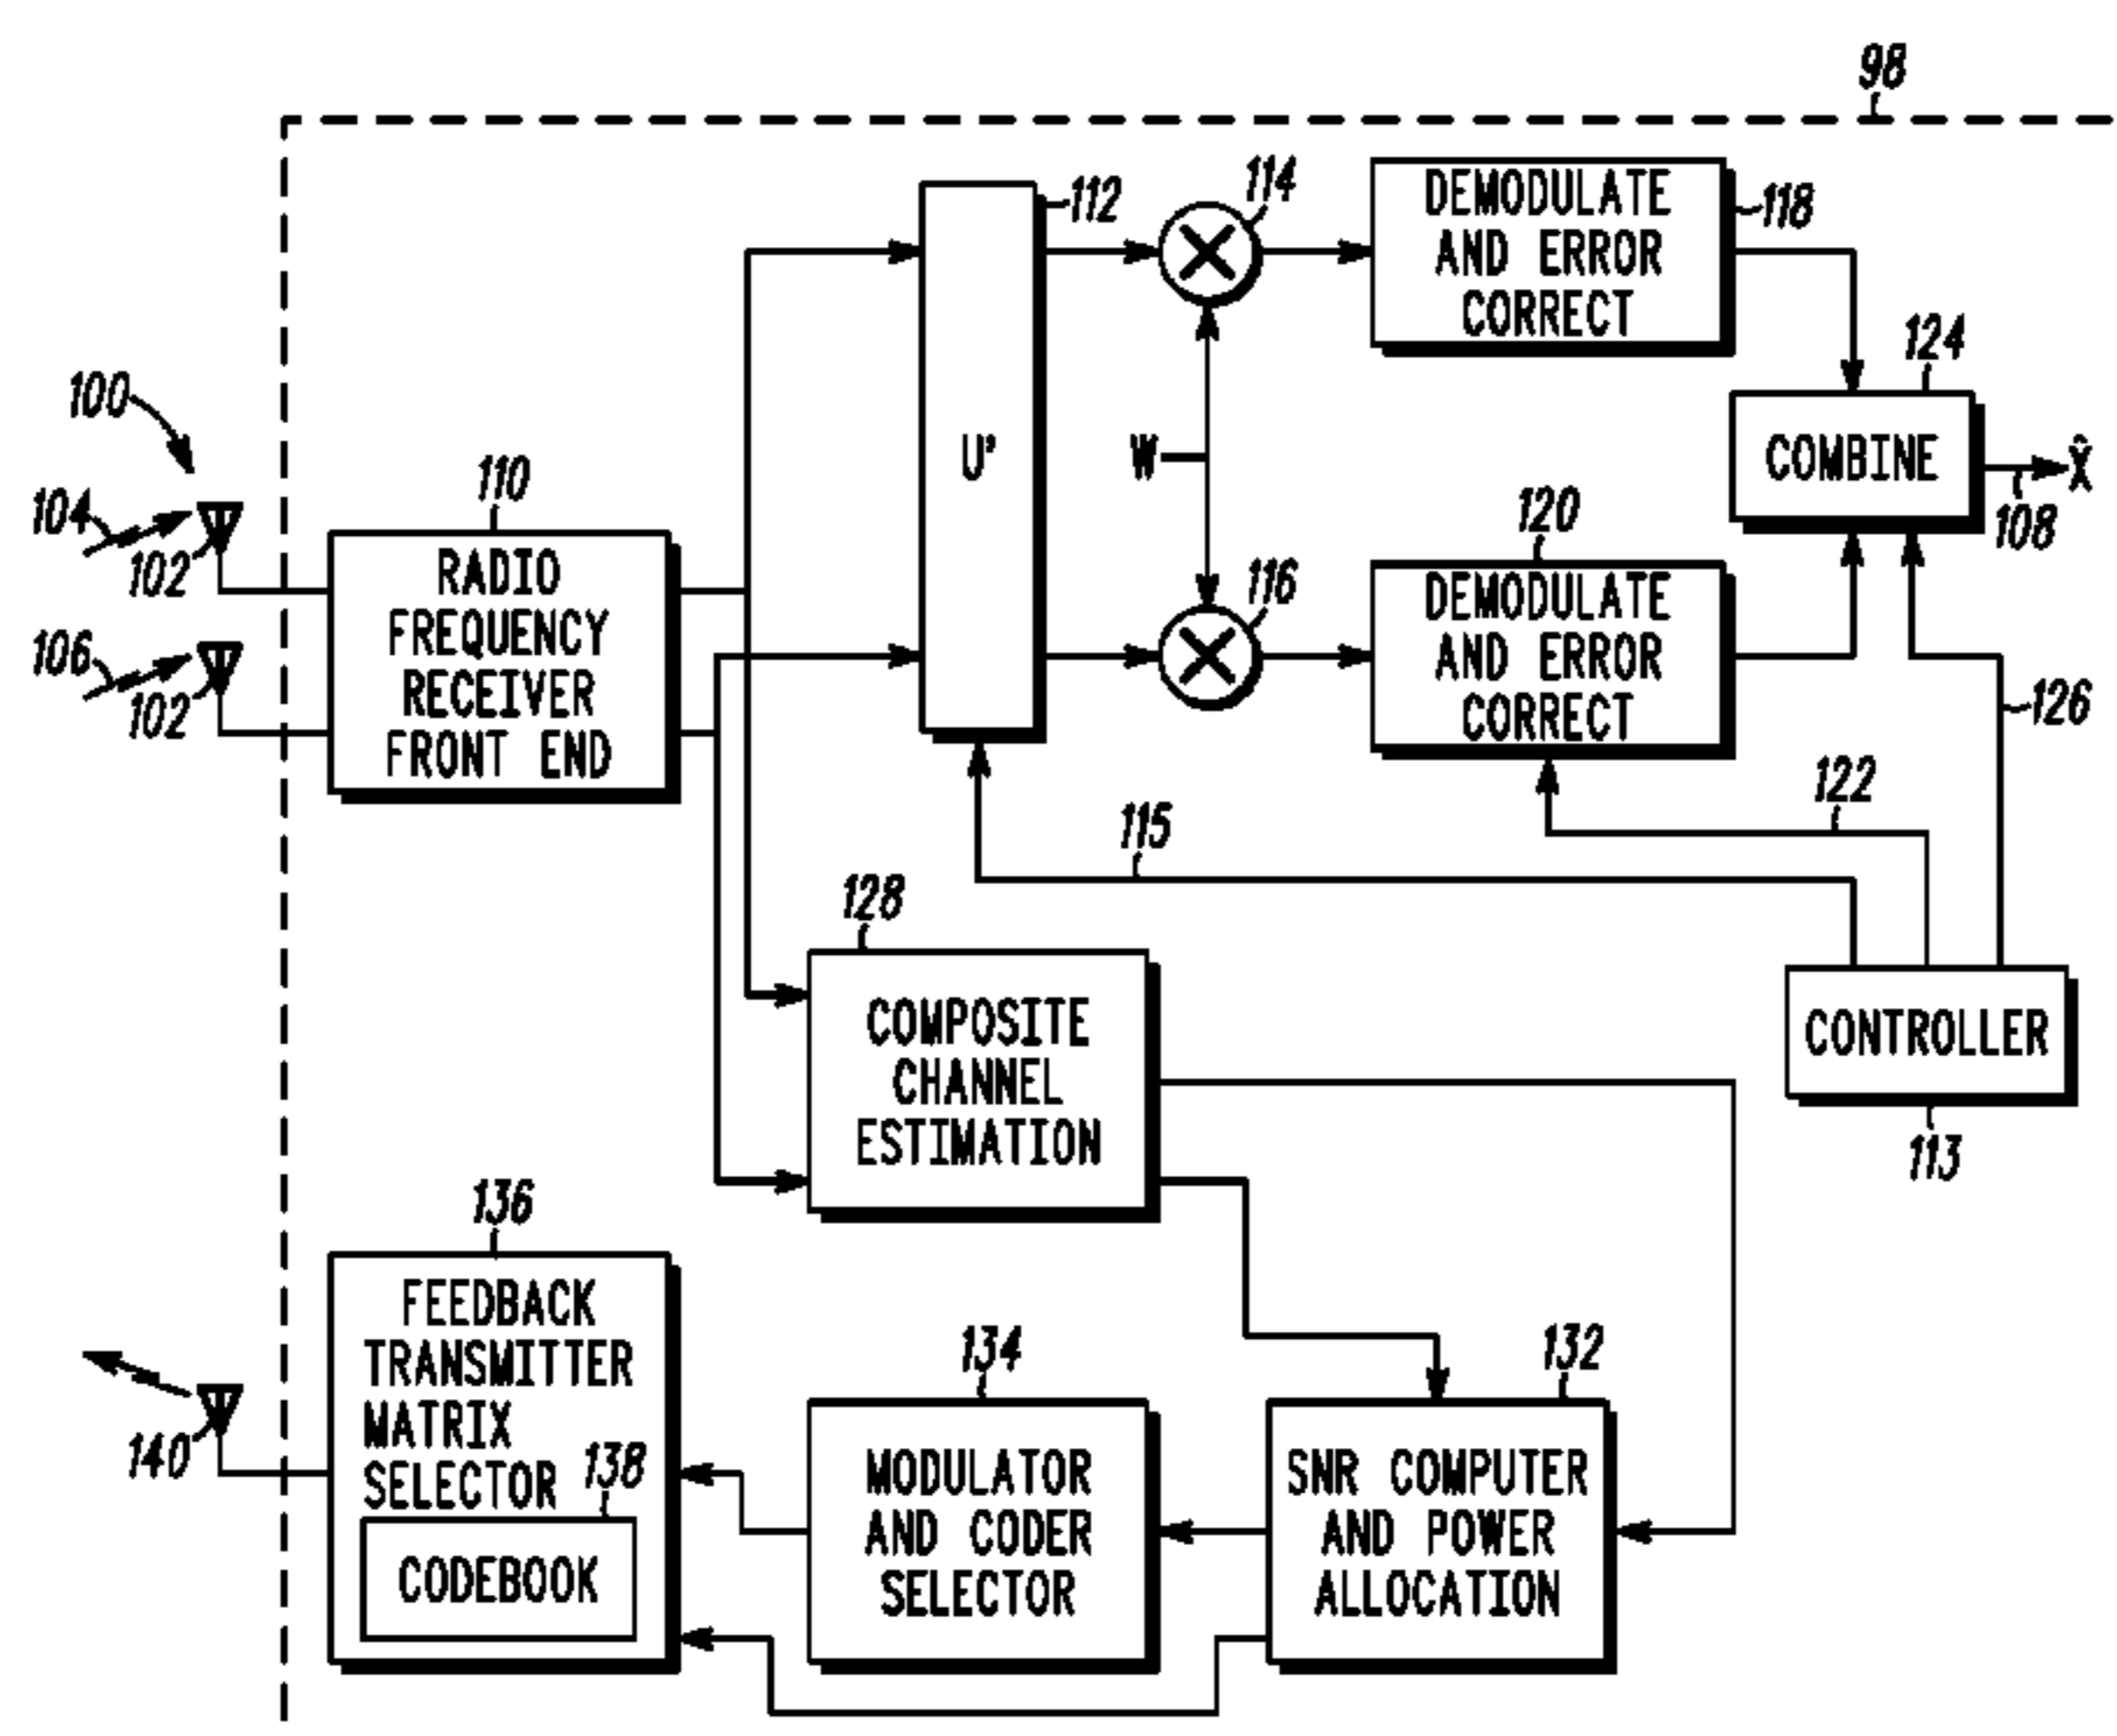 98
112
114
DEMODULATE
AND ERROR
CORRECT
118
100
104
102
106
102
110
RADIO
FREQUENCY
RECEIVER
FRONT END
U'
W
116
120
DEMODULATE
AND ERROR
CORRECT
124
COMBINE
X̂
108
126
122
115
128
COMPOSITE
CHANNEL
ESTIMATION
CONTROLLER
113
136
FEEDBACK
TRANSMITTER
MATRIX
SELECTOR
138
CODEBOOK
140
134
MODULATOR
AND CODER
SELECTOR
132
SNR COMPUTER
AND POWER
ALLOCATION